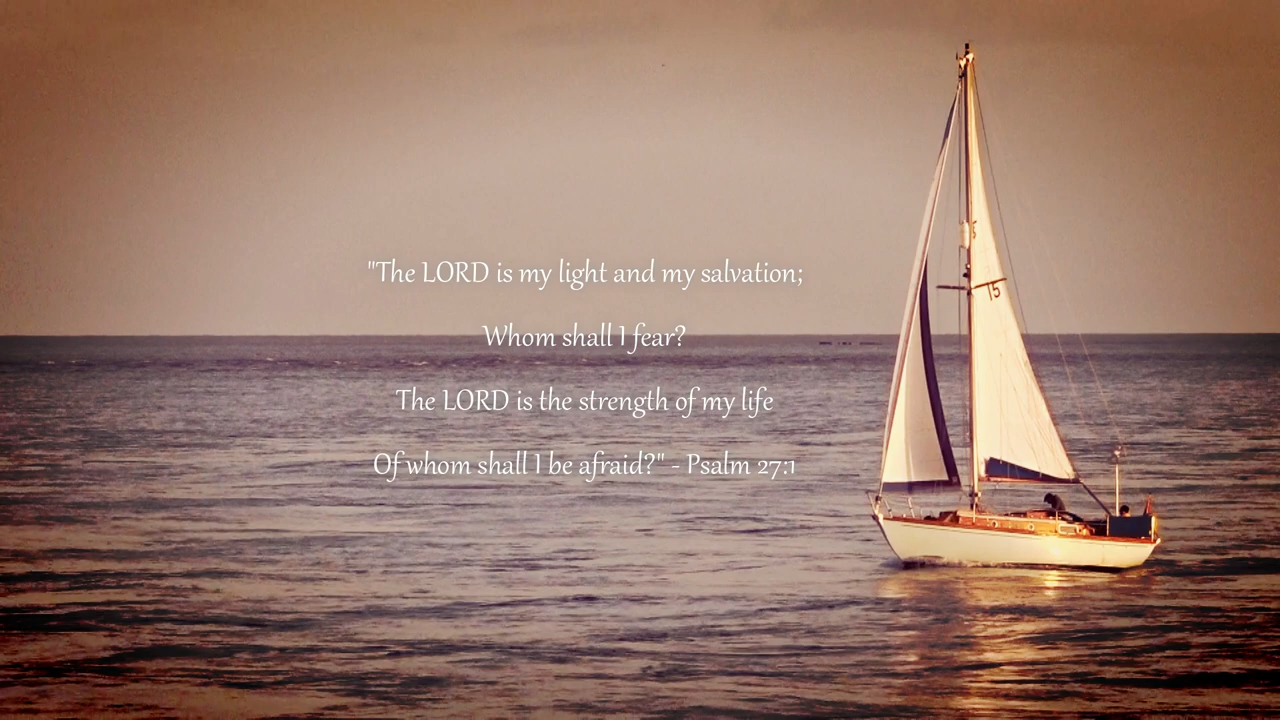 "The LORD is my light and my salvation;
Whom shall I fear?
The LORD is the strength of my life
Of whom shall I be afraid?" - Psalm 27:1
15